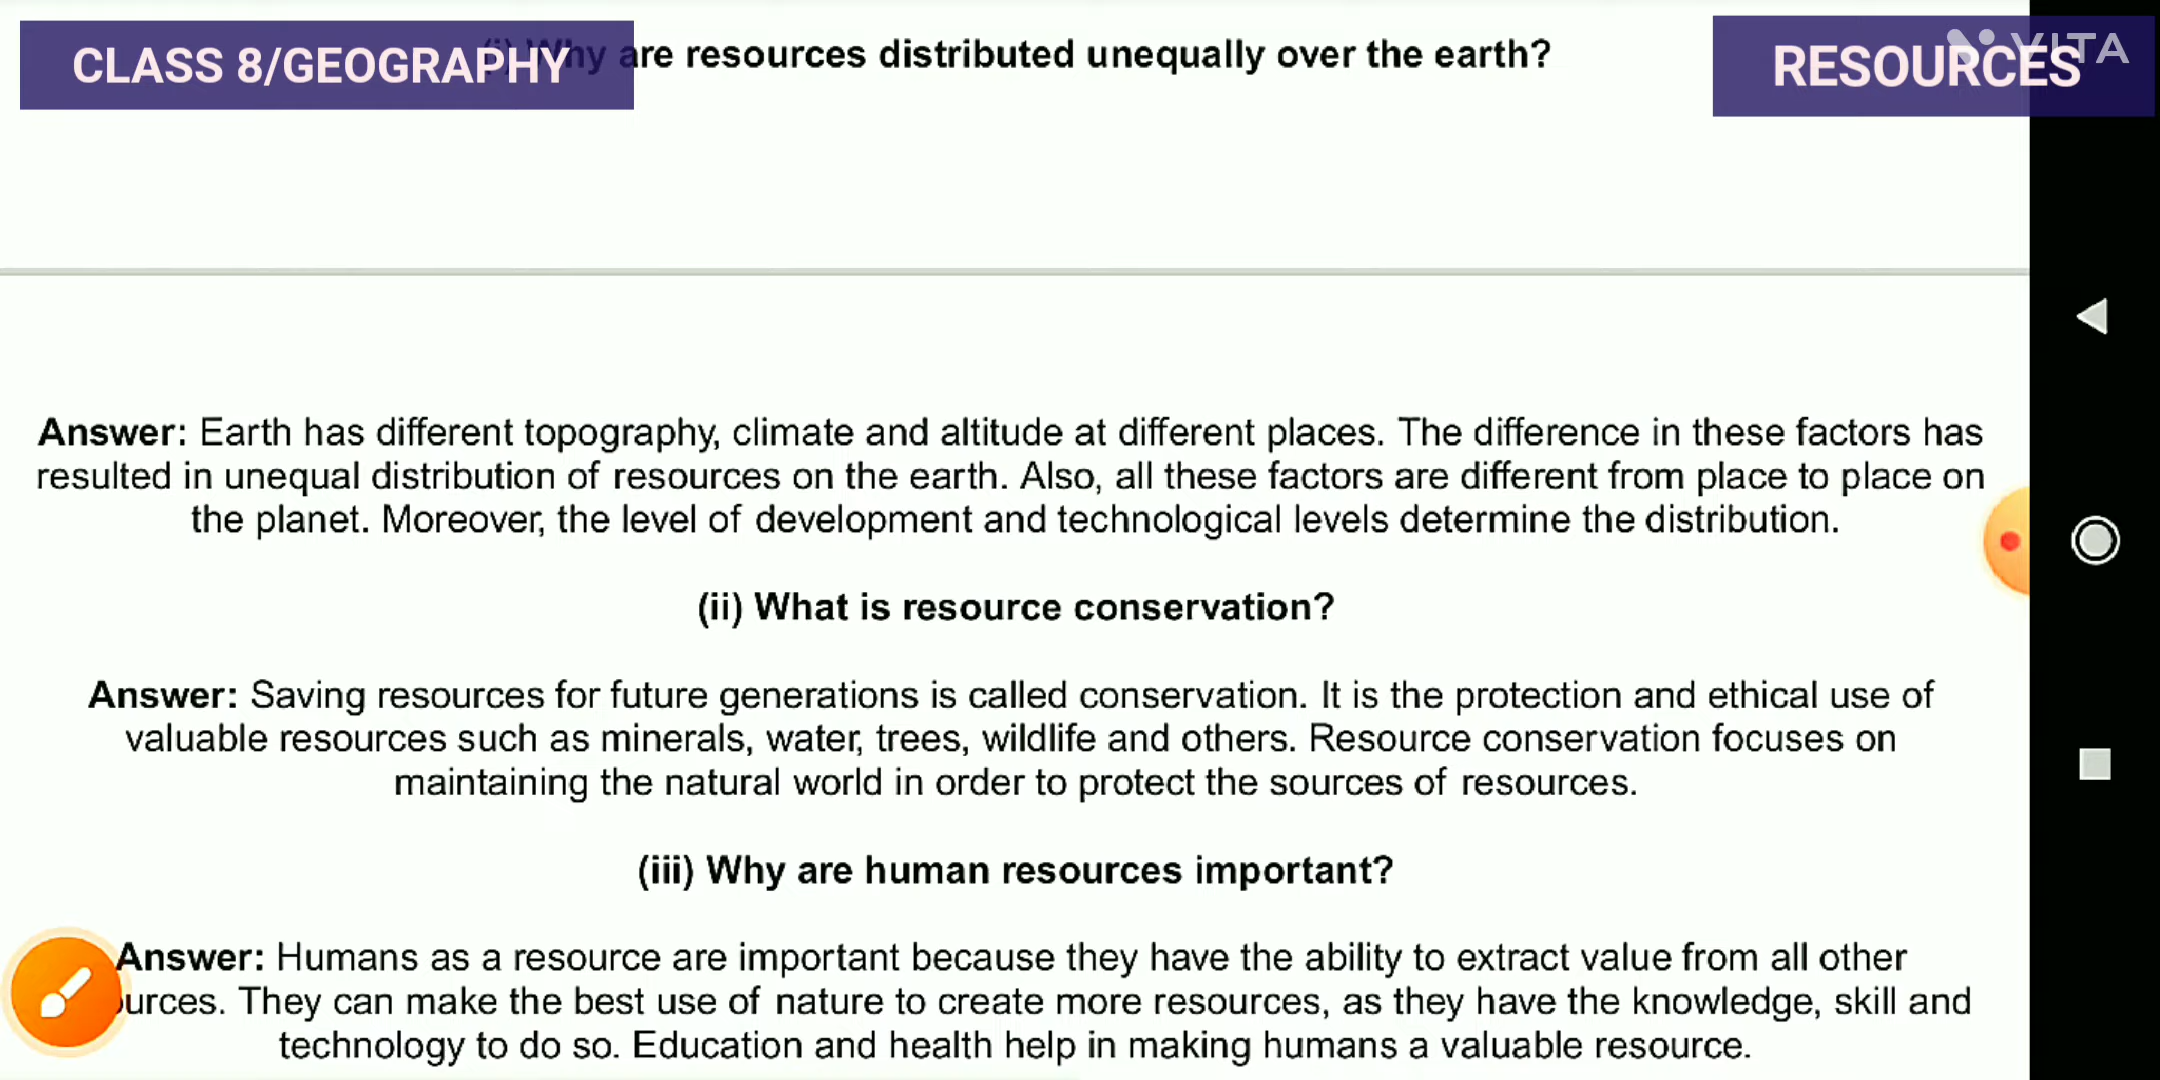 CLASS 8/GEOGRAPHY
(i) Why are resources distributed unequally over the earth?
RESOURCES
VITA
Answer: Earth has different topography, climate and altitude at different places. The difference in these factors has
resulted in unequal distribution of resources on the earth. Also, all these factors are different from place to place on
the planet. Moreover, the level of development and technological levels determine the distribution.
(ii) What is resource conservation?
Answer: Saving resources for future generations is called conservation. It is the protection and ethical use of
valuable resources such as minerals, water, trees, wildlife and others. Resource conservation focuses on
maintaining the natural world in order to protect the sources of resources.
(iii) Why are human resources important?
Answer: Humans as a resource are important because they have the ability to extract value from all other
urces. They can make the best use of nature to create more resources, as they have the knowledge, skill and
technology to do so. Education and health help in making humans a valuable resource.